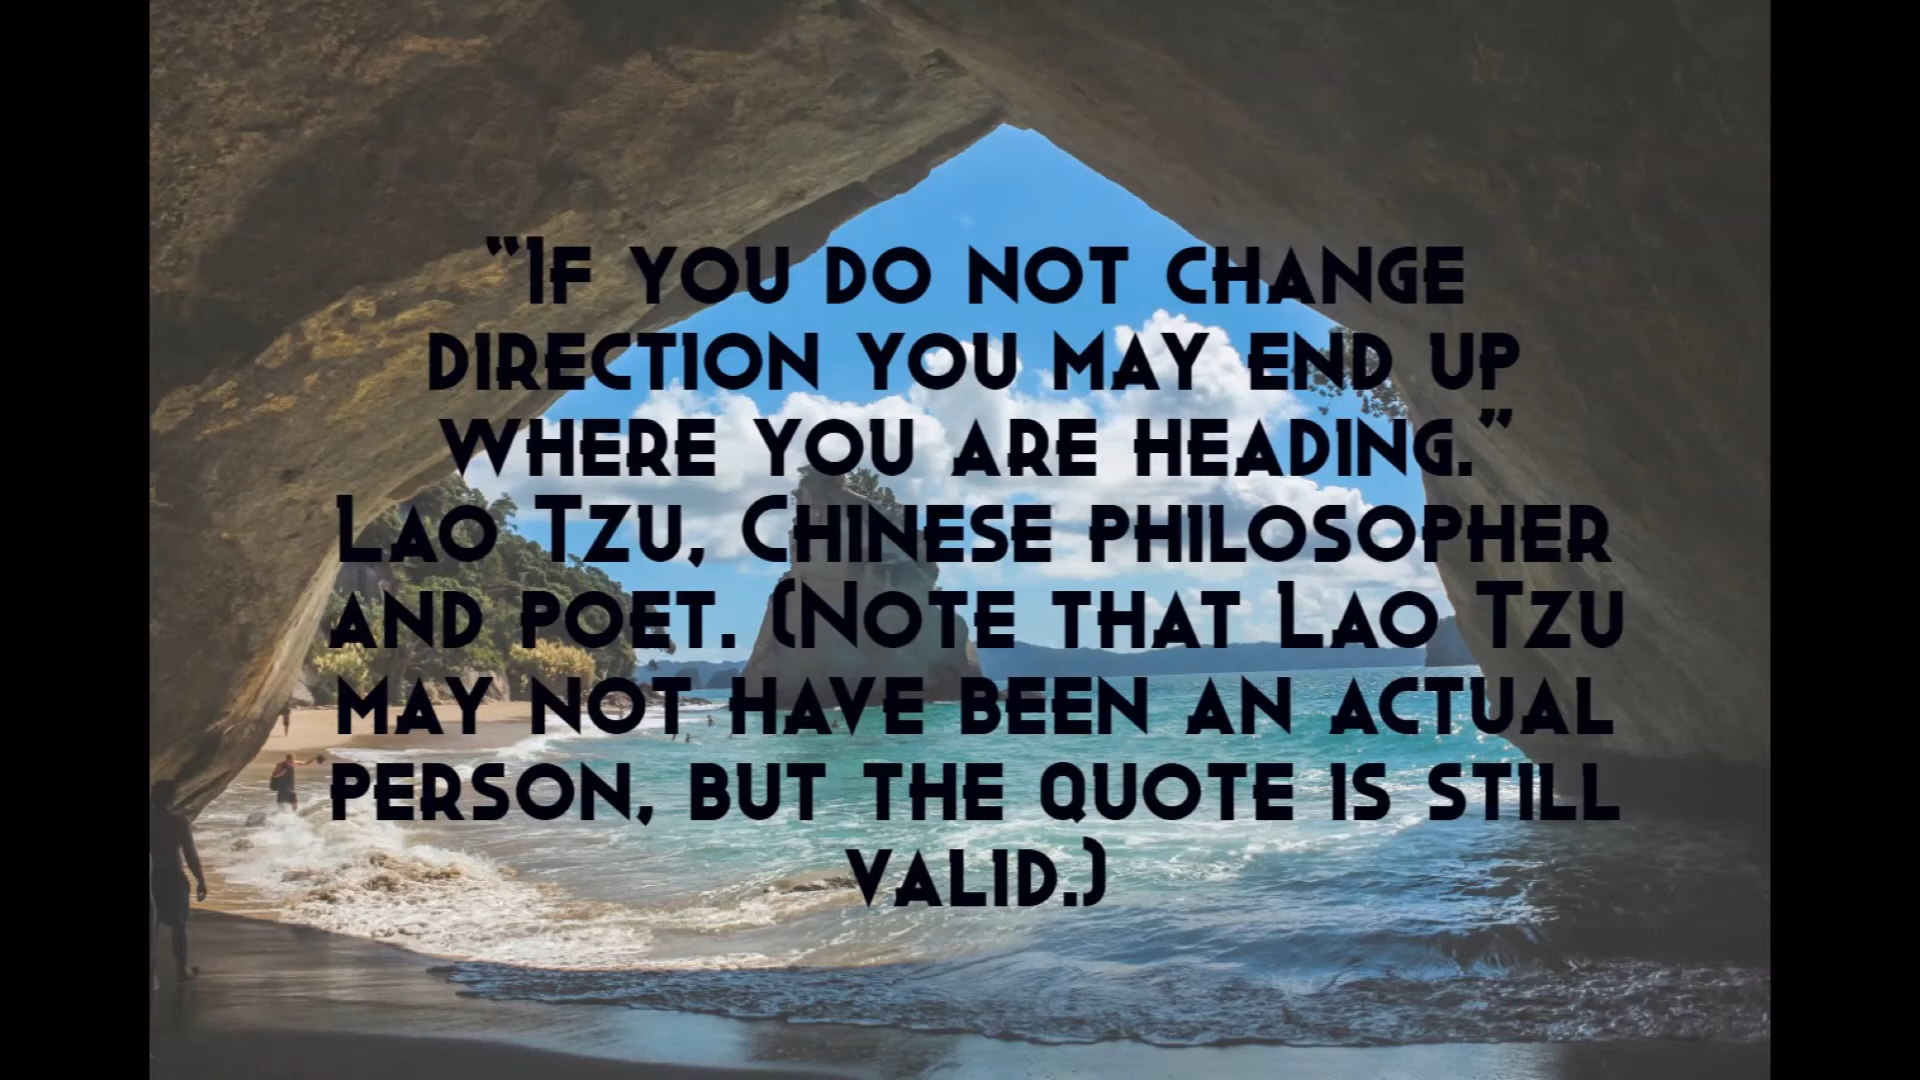 "If you do not change
direction you may end up
where you are heading."
Lao Tzu, Chinese philosopher
and poet. (Note that Lao Tzu
may not have been an actual
person, but the quote is still
valid.)